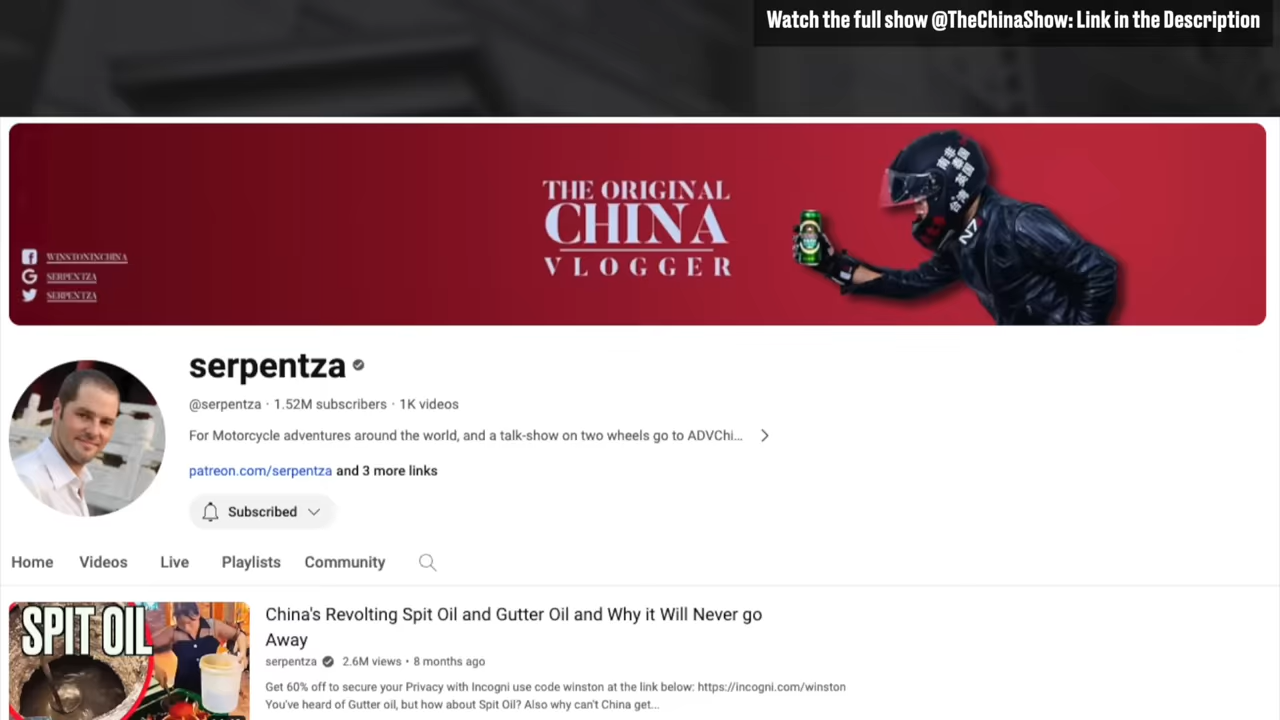 Watch the full show @TheChinaShow: Link in the Description
THE ORIGINAL
CHINA
VLOGGER
WINSTONINCHINA
SERPENTZA
SERPENTZA
N7
serpentza
@serpentza · 1.52M subscribers · 1K videos
For Motorcycle adventures around the world, and a talk-show on two wheels go to ADVChi...
patreon.com/serpentza and 3 more links
Subscribed
Home Videos Live Playlists Community
SPIT OIL
China's Revolting Spit Oil and Gutter Oil and Why it Will Never go
Away
serpentza 2.6M views • 8 months ago
Get 60% off to secure your Privacy with Incogni use code winston at the link below: https://incogni.com/winston
You've heard of Gutter oil, but how about Spit Oil? Also why can't China get...